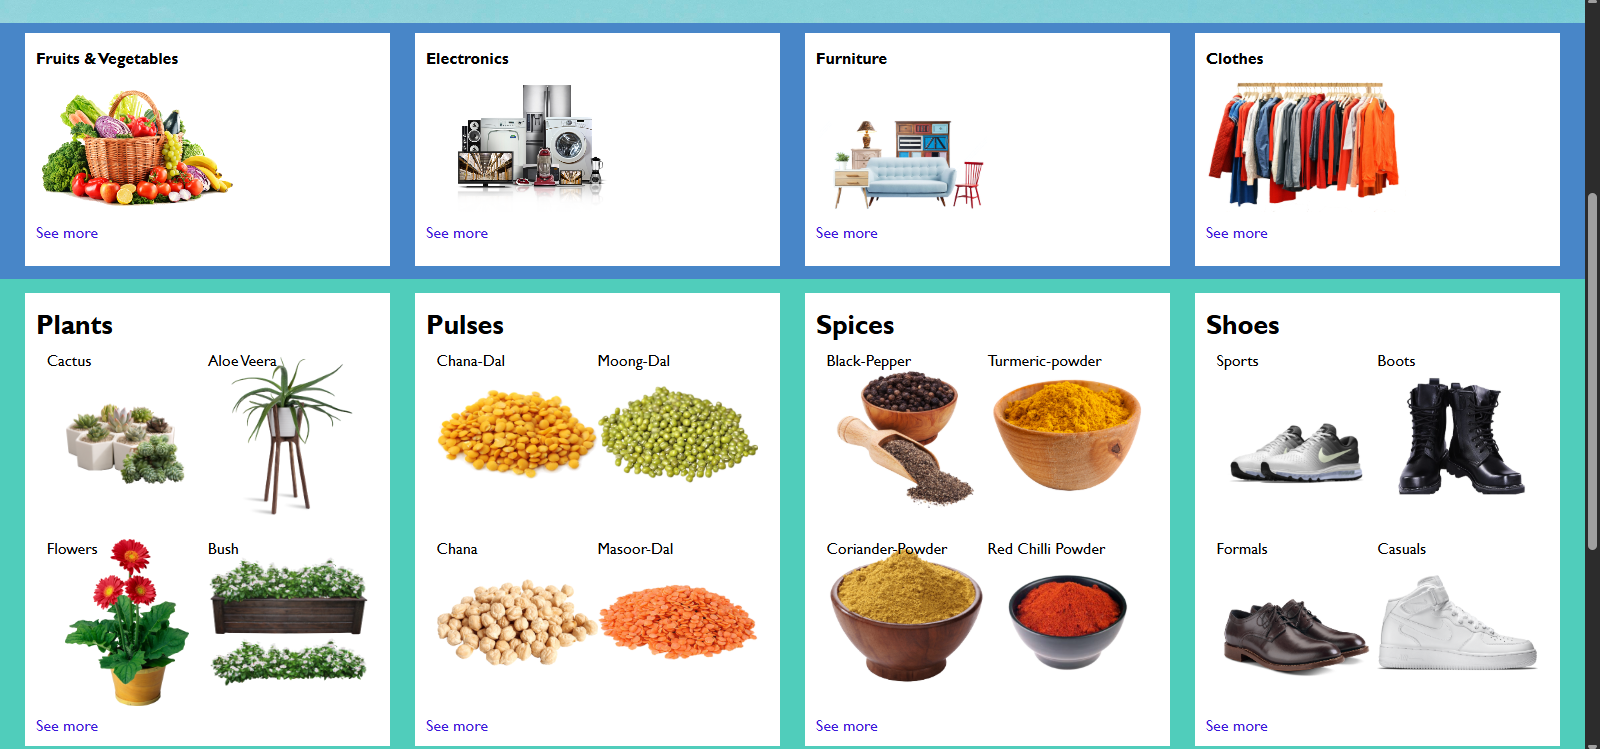 Fruits & Vegetables
Electronics
Furniture
Clothes
See more
See more
See more
See more
Plants
Pulses
Spices
Shoes
Cactus
Aloe Veera
Chana-Dal
Moong-Dal
Black-Pepper
Turmeric-powder
Sports
Boots
Flowers
Bush
Chana
Masoor-Dal
Coriander-Powder
Red Chilli Powder
Formals
Casuals
See more
See more
See more
See more